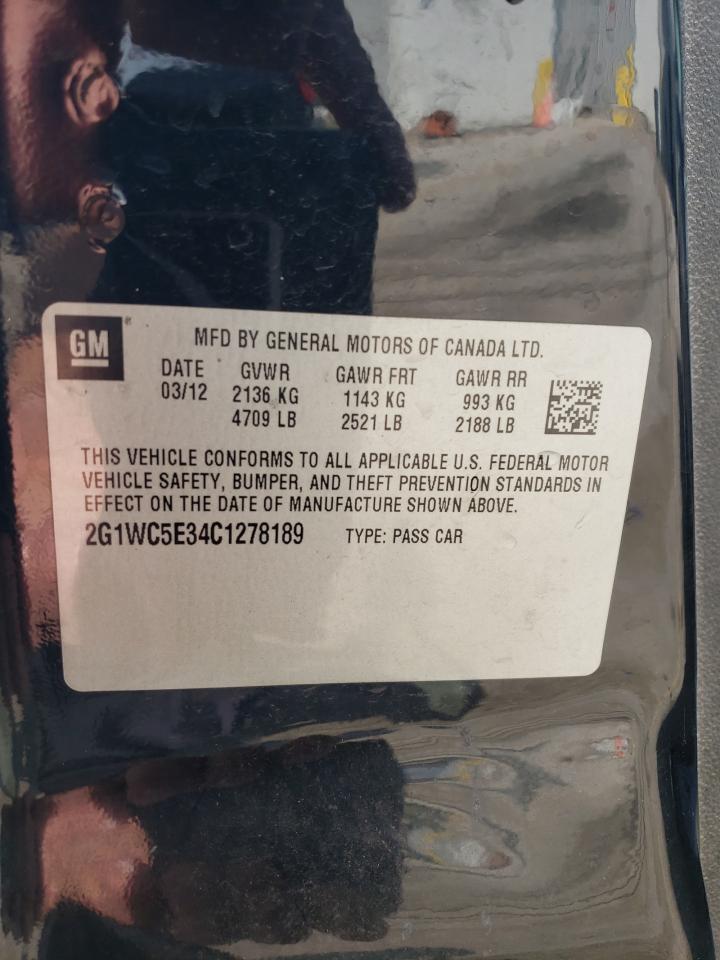 GM
MFD BY GENERAL MOTORS OF CANADA LTD.
DATE GVWR GAWR FRT GAWR RR
03/12 2136 KG 1143 KG 993 KG
4709 LB 2521 LB 2188 LB
THIS VEHICLE CONFORMS TO ALL APPLICABLE U.S. FEDERAL MOTOR
VEHICLE SAFETY, BUMPER, AND THEFT PREVENTION STANDARDS IN
EFFECT ON THE DATE OF MANUFACTURE SHOWN ABOVE.
2G1WC5E34C1278189 TYPE: PASS CAR